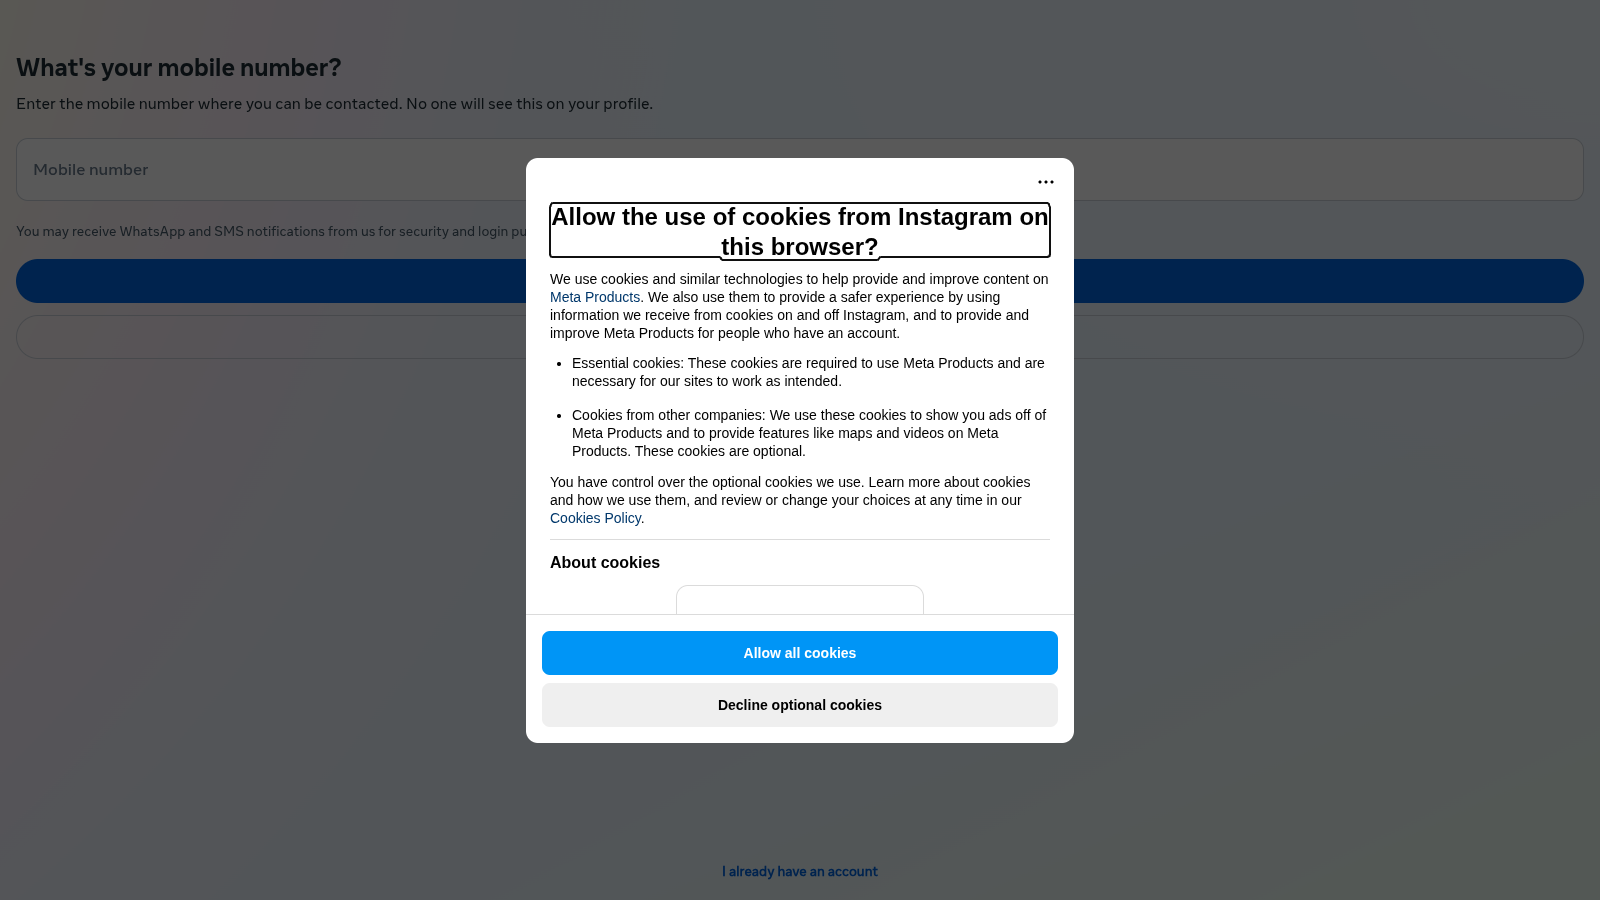 What's your mobile number?
Enter the mobile number where you can be contacted. No one will see this on your profile.
Mobile number
You may receive WhatsApp and SMS notifications from us for security and login pu
Allow the use of cookies from Instagram on
this browser?
We use cookies and similar technologies to help provide and improve content on
Meta Products. We also use them to provide a safer experience by using
information we receive from cookies on and off Instagram, and to provide and
improve Meta Products for people who have an account.
• Essential cookies: These cookies are required to use Meta Products and are
necessary for our sites to work as intended.
• Cookies from other companies: We use these cookies to show you ads off of
Meta Products and to provide features like maps and videos on Meta
Products. These cookies are optional.
You have control over the optional cookies we use. Learn more about cookies
and how we use them, and review or change your choices at any time in our
Cookies Policy.
About cookies
Allow all cookies
Decline optional cookies
I already have an account